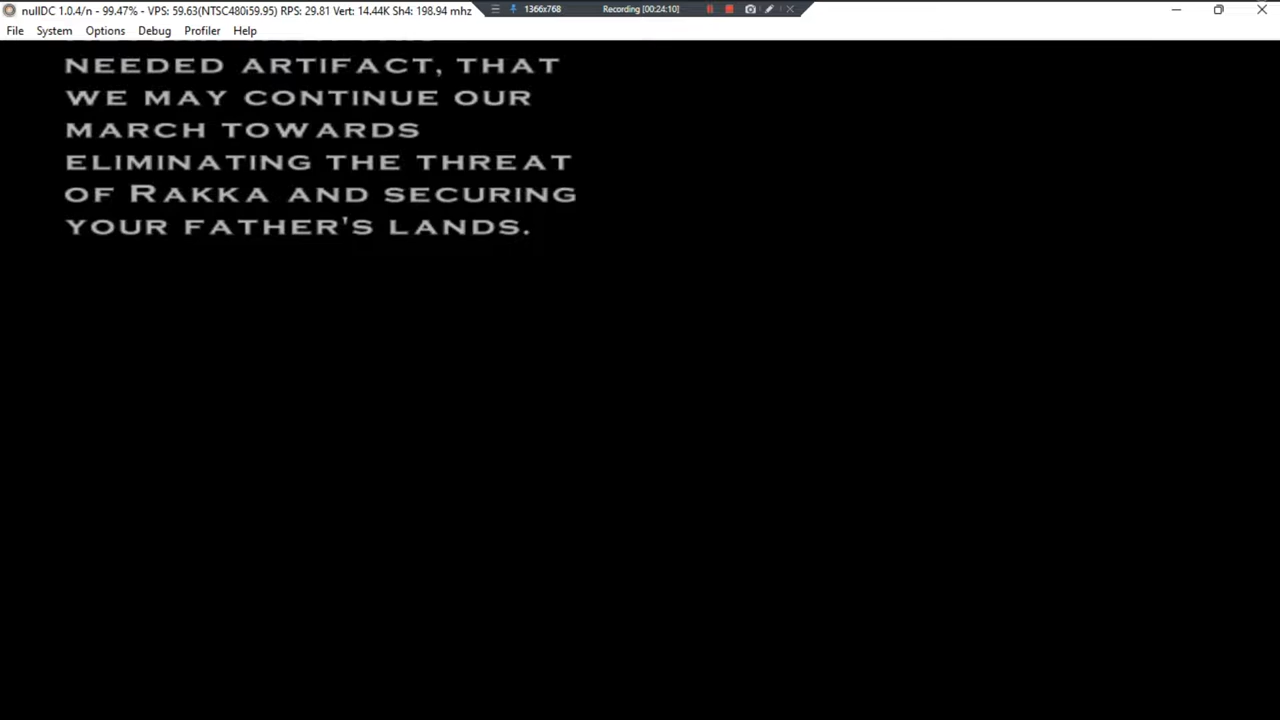 nullDC 1.0.4/n - 99.47% - VPS: 59.63(NTSC480i59.95) RPS: 29.81 Vert: 14.44K Sh4: 198.94 mhz
1366x768
Recording [00:24:10]
File System Options Debug Profiler Help
NEEDED ARTIFACT, THAT
WE MAY CONTINUE OUR
MARCH TOWARDS
ELIMINATING THE THREAT
OF RAKKA AND SECURING
YOUR FATHER'S LANDS.